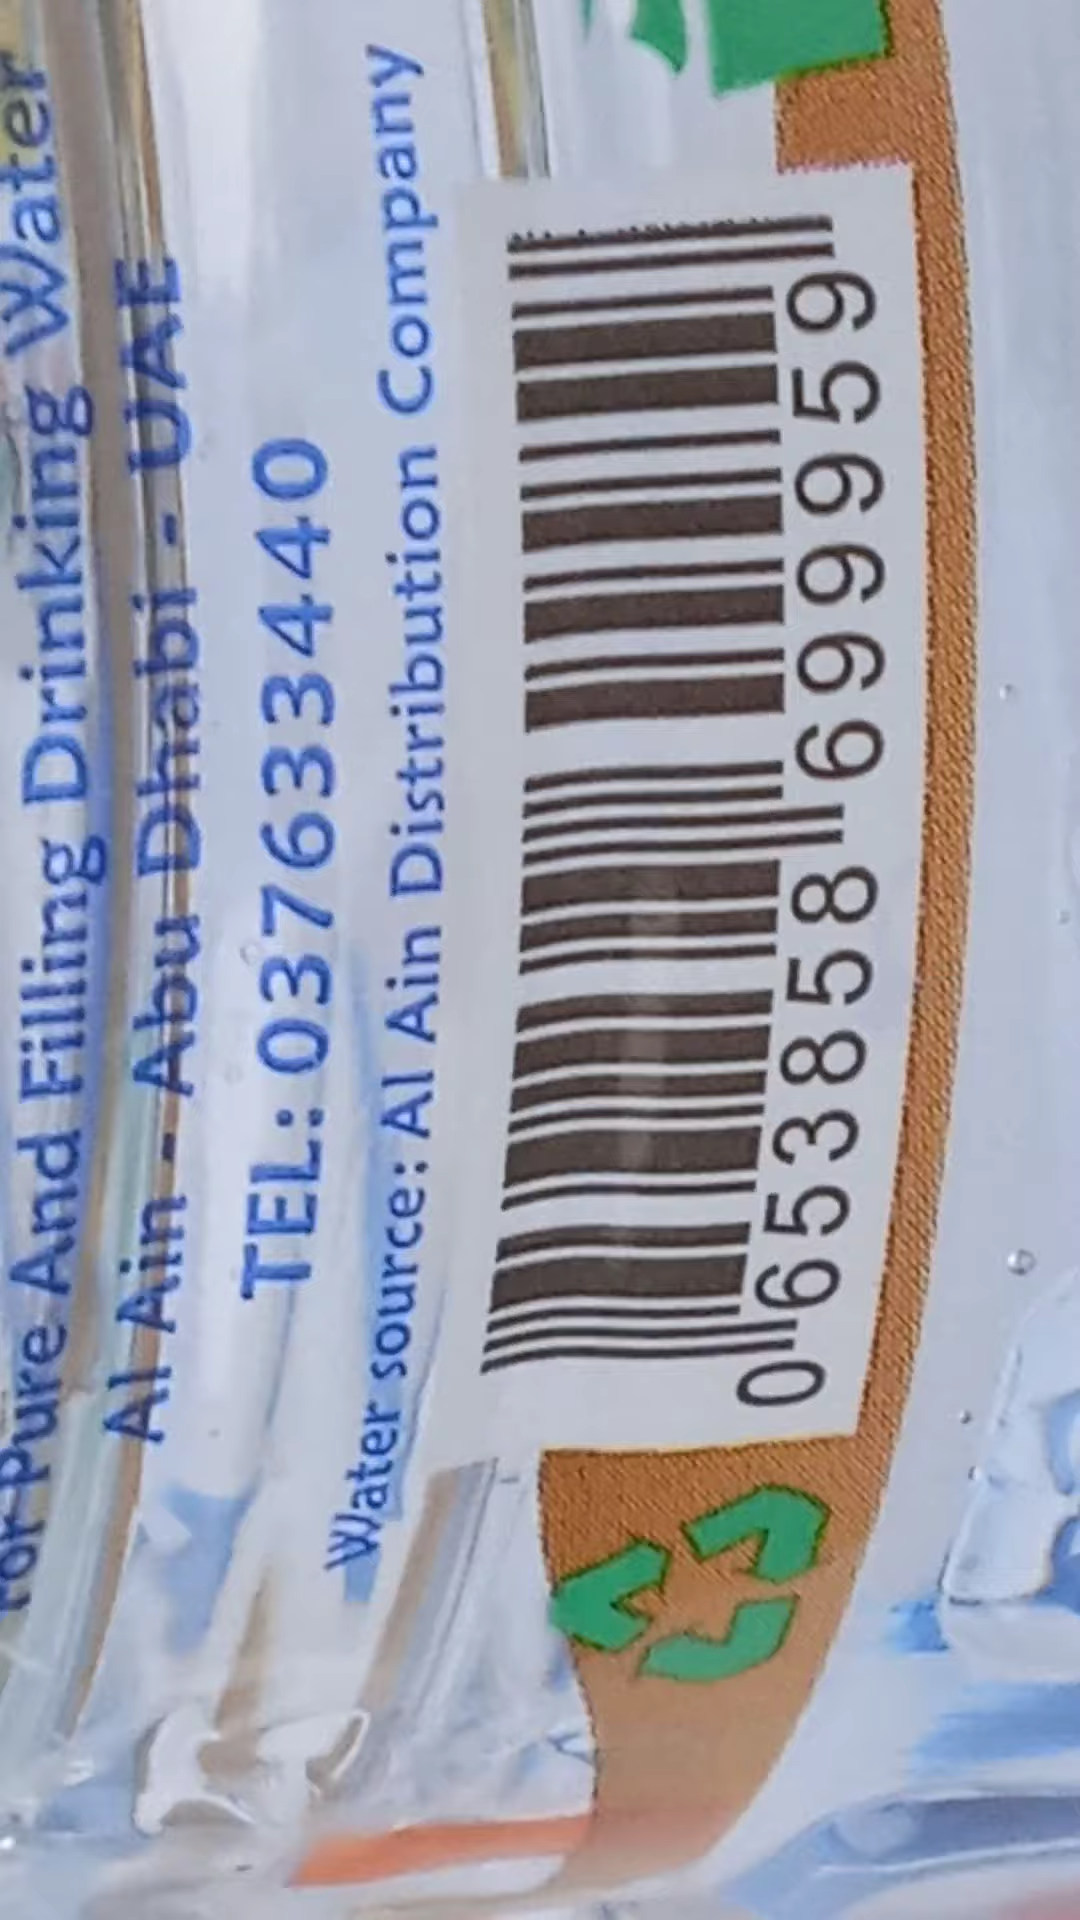 for Pure And Filling Drinking Water
Al Ain - Abu Dhabi - UAE
TEL: 037633440
Water source: Al Ain Distribution Company
0 653858 699959